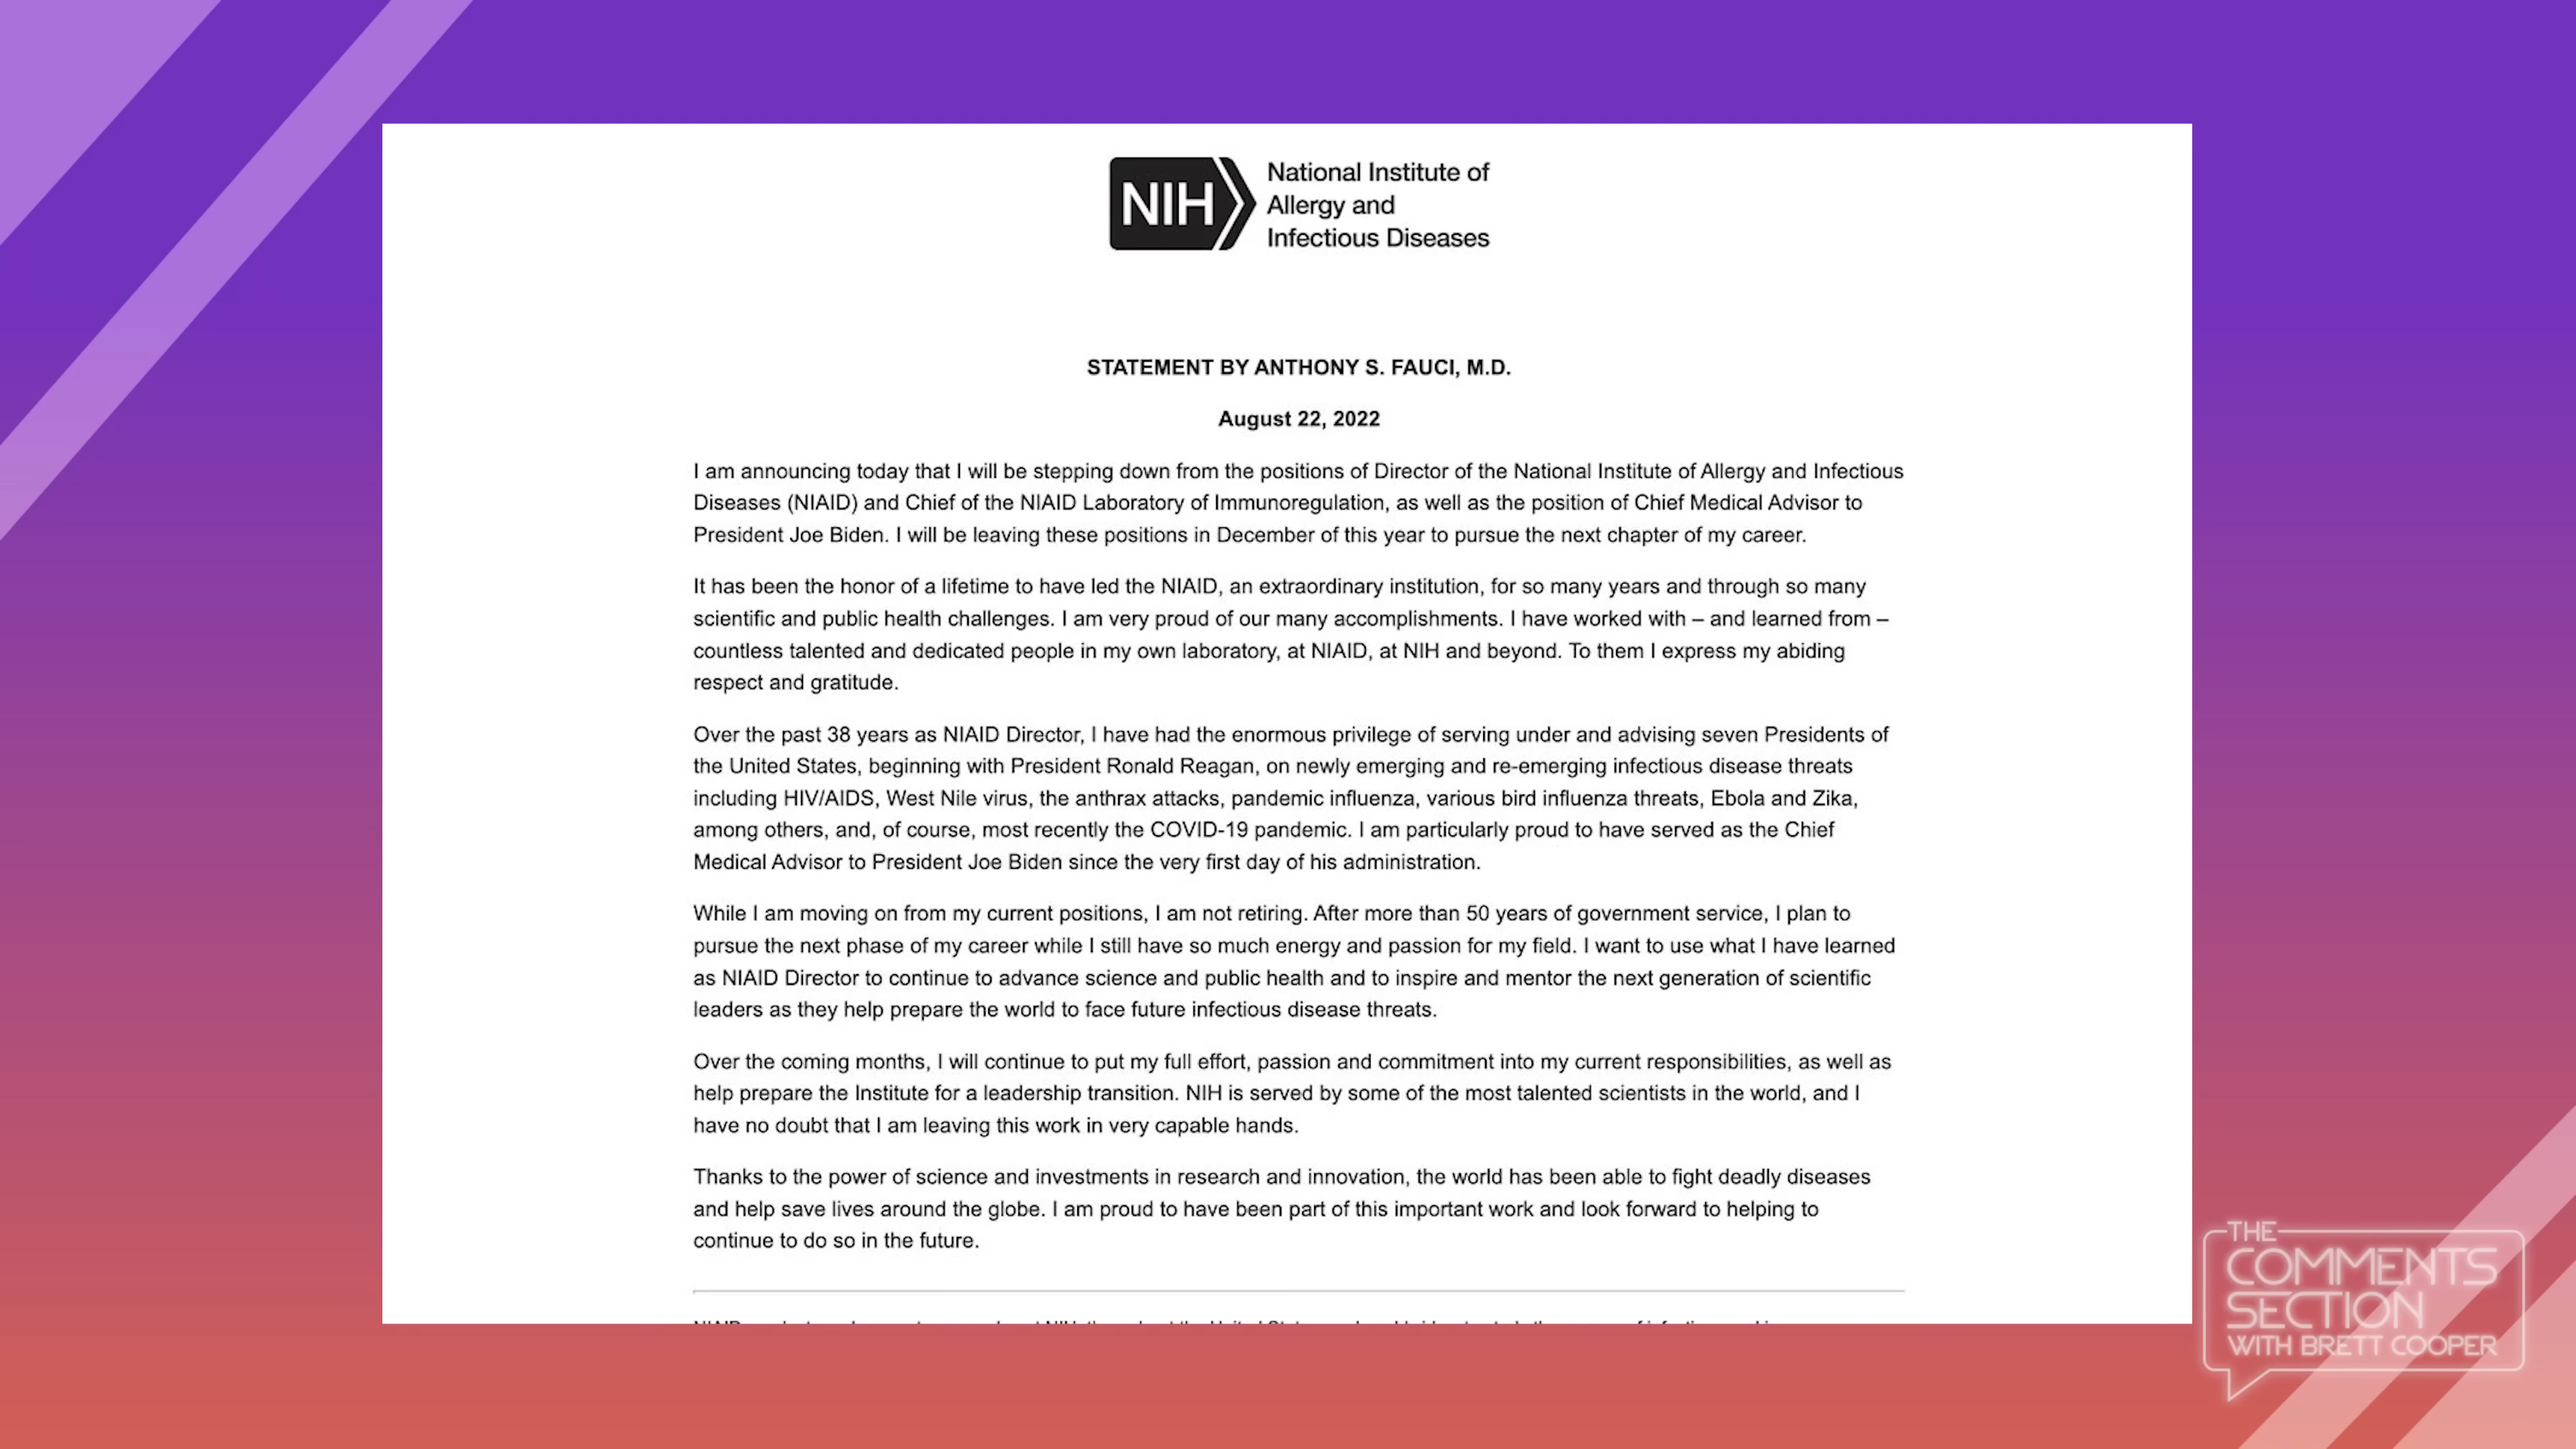 NIH
National Institute of
Allergy and
Infectious Diseases
STATEMENT BY ANTHONY S. FAUCI, M.D.
August 22, 2022
I am announcing today that I will be stepping down from the positions of Director of the National Institute of Allergy and Infectious
Diseases (NIAID) and Chief of the NIAID Laboratory of Immunoregulation, as well as the position of Chief Medical Advisor to
President Joe Biden. I will be leaving these positions in December of this year to pursue the next chapter of my career.
It has been the honor of a lifetime to have led the NIAID, an extraordinary institution, for so many years and through so many
scientific and public health challenges. I am very proud of our many accomplishments. I have worked with – and learned from –
countless talented and dedicated people in my own laboratory, at NIAID, at NIH and beyond. To them I express my abiding
respect and gratitude.
Over the past 38 years as NIAID Director, I have had the enormous privilege of serving under and advising seven Presidents of
the United States, beginning with President Ronald Reagan, on newly emerging and re-emerging infectious disease threats
including HIV/AIDS, West Nile virus, the anthrax attacks, pandemic influenza, various bird influenza threats, Ebola and Zika,
among others, and, of course, most recently the COVID-19 pandemic. I am particularly proud to have served as the Chief
Medical Advisor to President Joe Biden since the very first day of his administration.
While I am moving on from my current positions, I am not retiring. After more than 50 years of government service, I plan to
pursue the next phase of my career while I still have so much energy and passion for my field. I want to use what I have learned
as NIAID Director to continue to advance science and public health and to inspire and mentor the next generation of scientific
leaders as they help prepare the world to face future infectious disease threats.
Over the coming months, I will continue to put my full effort, passion and commitment into my current responsibilities, as well as
help prepare the Institute for a leadership transition. NIH is served by some of the most talented scientists in the world, and I
have no doubt that I am leaving this work in very capable hands.
Thanks to the power of science and investments in research and innovation, the world has been able to fight deadly diseases
and help save lives around the globe. I am proud to have been part of this important work and look forward to helping to
continue to do so in the future.
THE
COMMENTS
SECTION
WITH BRETT COOPER